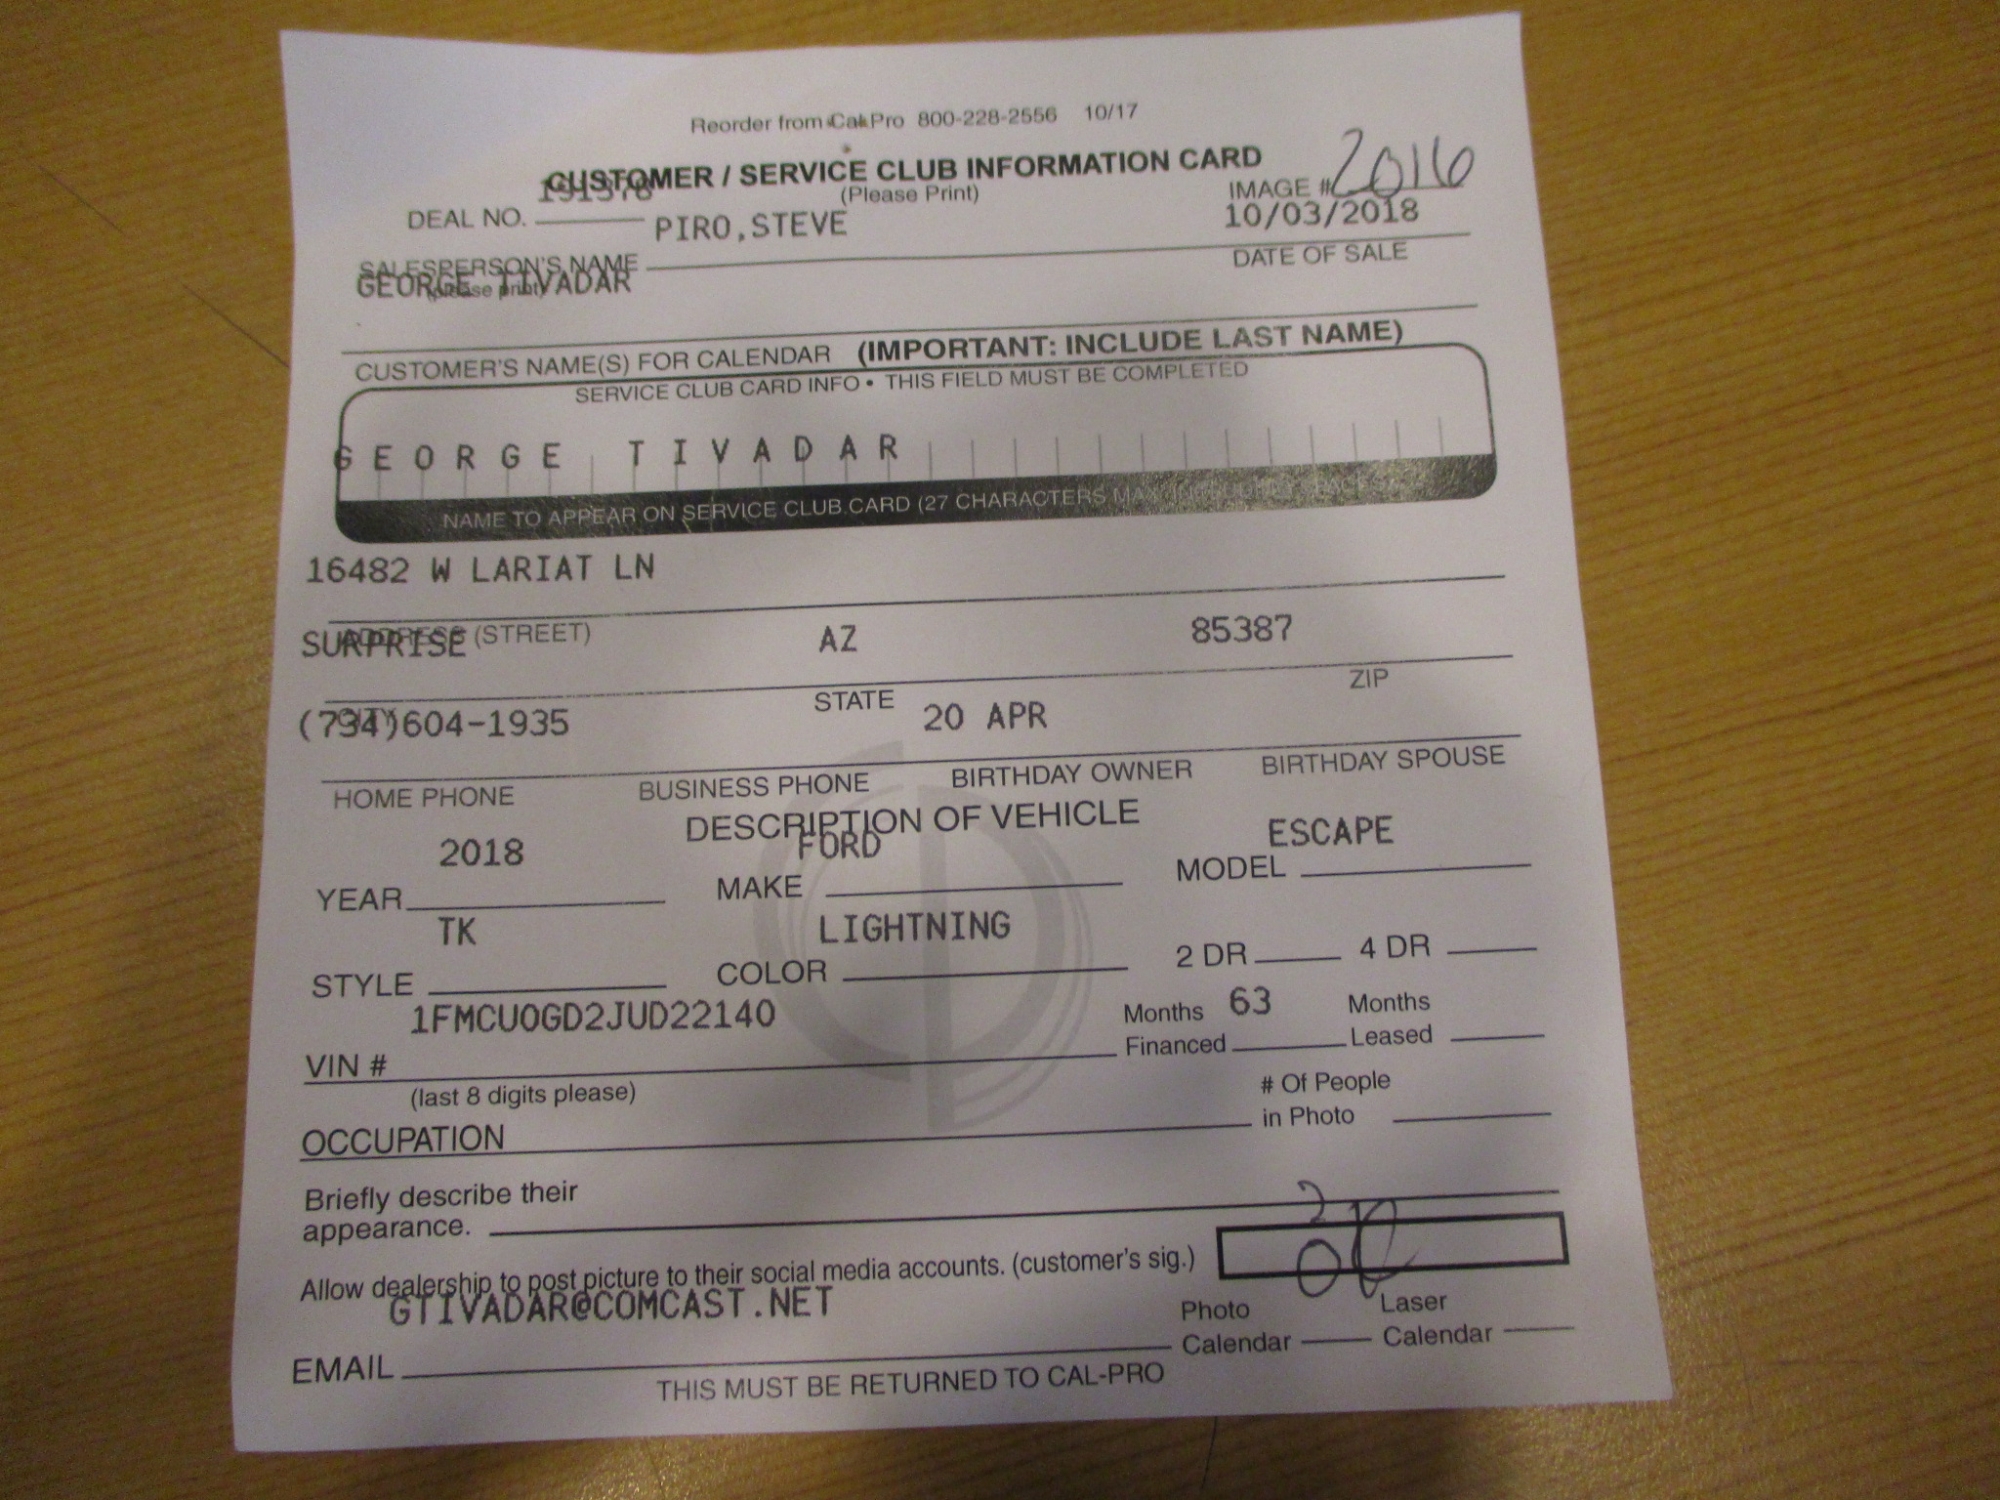 Reorder from Cal-Pro 800-228-2556 10/17
CUSTOMER / SERVICE CLUB INFORMATION CARD
(Please Print)
IMAGE # 2016
DEAL NO. 191378
PIRO,STEVE
10/03/2018
SALESPERSON'S NAME
(please print)
DATE OF SALE
GEORGE TIVADAR
CUSTOMER'S NAME(S) FOR CALENDAR (IMPORTANT: INCLUDE LAST NAME)
SERVICE CLUB CARD INFO • THIS FIELD MUST BE COMPLETED
GEORGE TIVADAR
NAME TO APPEAR ON SERVICE CLUB CARD (27 CHARACTERS MAX
16482 W LARIAT LN
ADDRESS (STREET)
SURPRISE AZ 85387
CITY STATE ZIP
(734)604-1935 20 APR
HOME PHONE BUSINESS PHONE BIRTHDAY OWNER BIRTHDAY SPOUSE
DESCRIPTION OF VEHICLE
2018 FORD ESCAPE
YEAR MAKE MODEL
TK LIGHTNING
STYLE COLOR 2 DR 4 DR
1FMCU0GD2JUD22140
Months 63 Months
VIN # Financed Leased
(last 8 digits please)
# Of People
OCCUPATION in Photo
Briefly describe their
appearance.
Allow dealership to post picture to their social media accounts. (customer's sig.)
GTIVADAR@COMCAST.NET
Photo Laser
EMAIL Calendar Calendar
THIS MUST BE RETURNED TO CAL-PRO